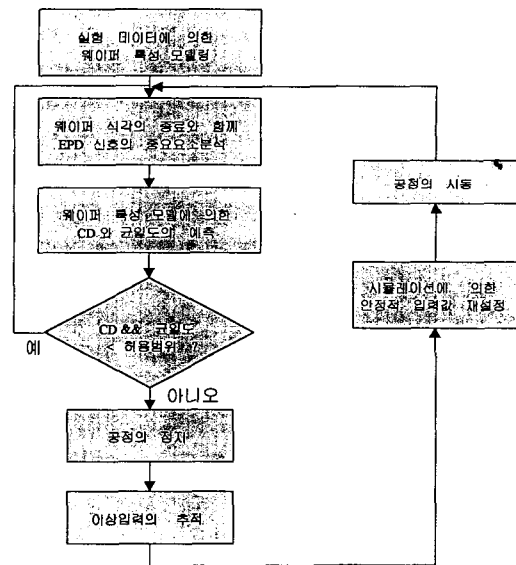 실험 데이터에 의한
웨이퍼 특성 모델링
웨이퍼 식각의 종료와 함께
EPD 신호의 중요요소분석
웨이퍼 특성 모델에 의한
CD와 균일도의 예측
CD && 균일도
< 허용범위 ?
예
아니오
공정의 정지
이상입력의 추적
시뮬레이션에 의한
안정적 입력값 재설정
공정의 시동